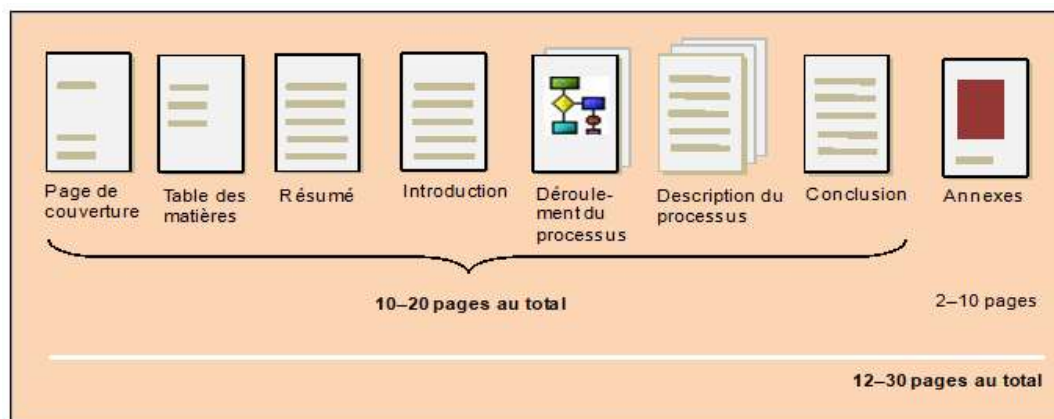 Page de
couverture
Table des
matières
Résumé
Introduction
Déroule-
ment du
processus
Description du
processus
Conclusion
Annexes
10–20 pages au total
2–10 pages
12–30 pages au total